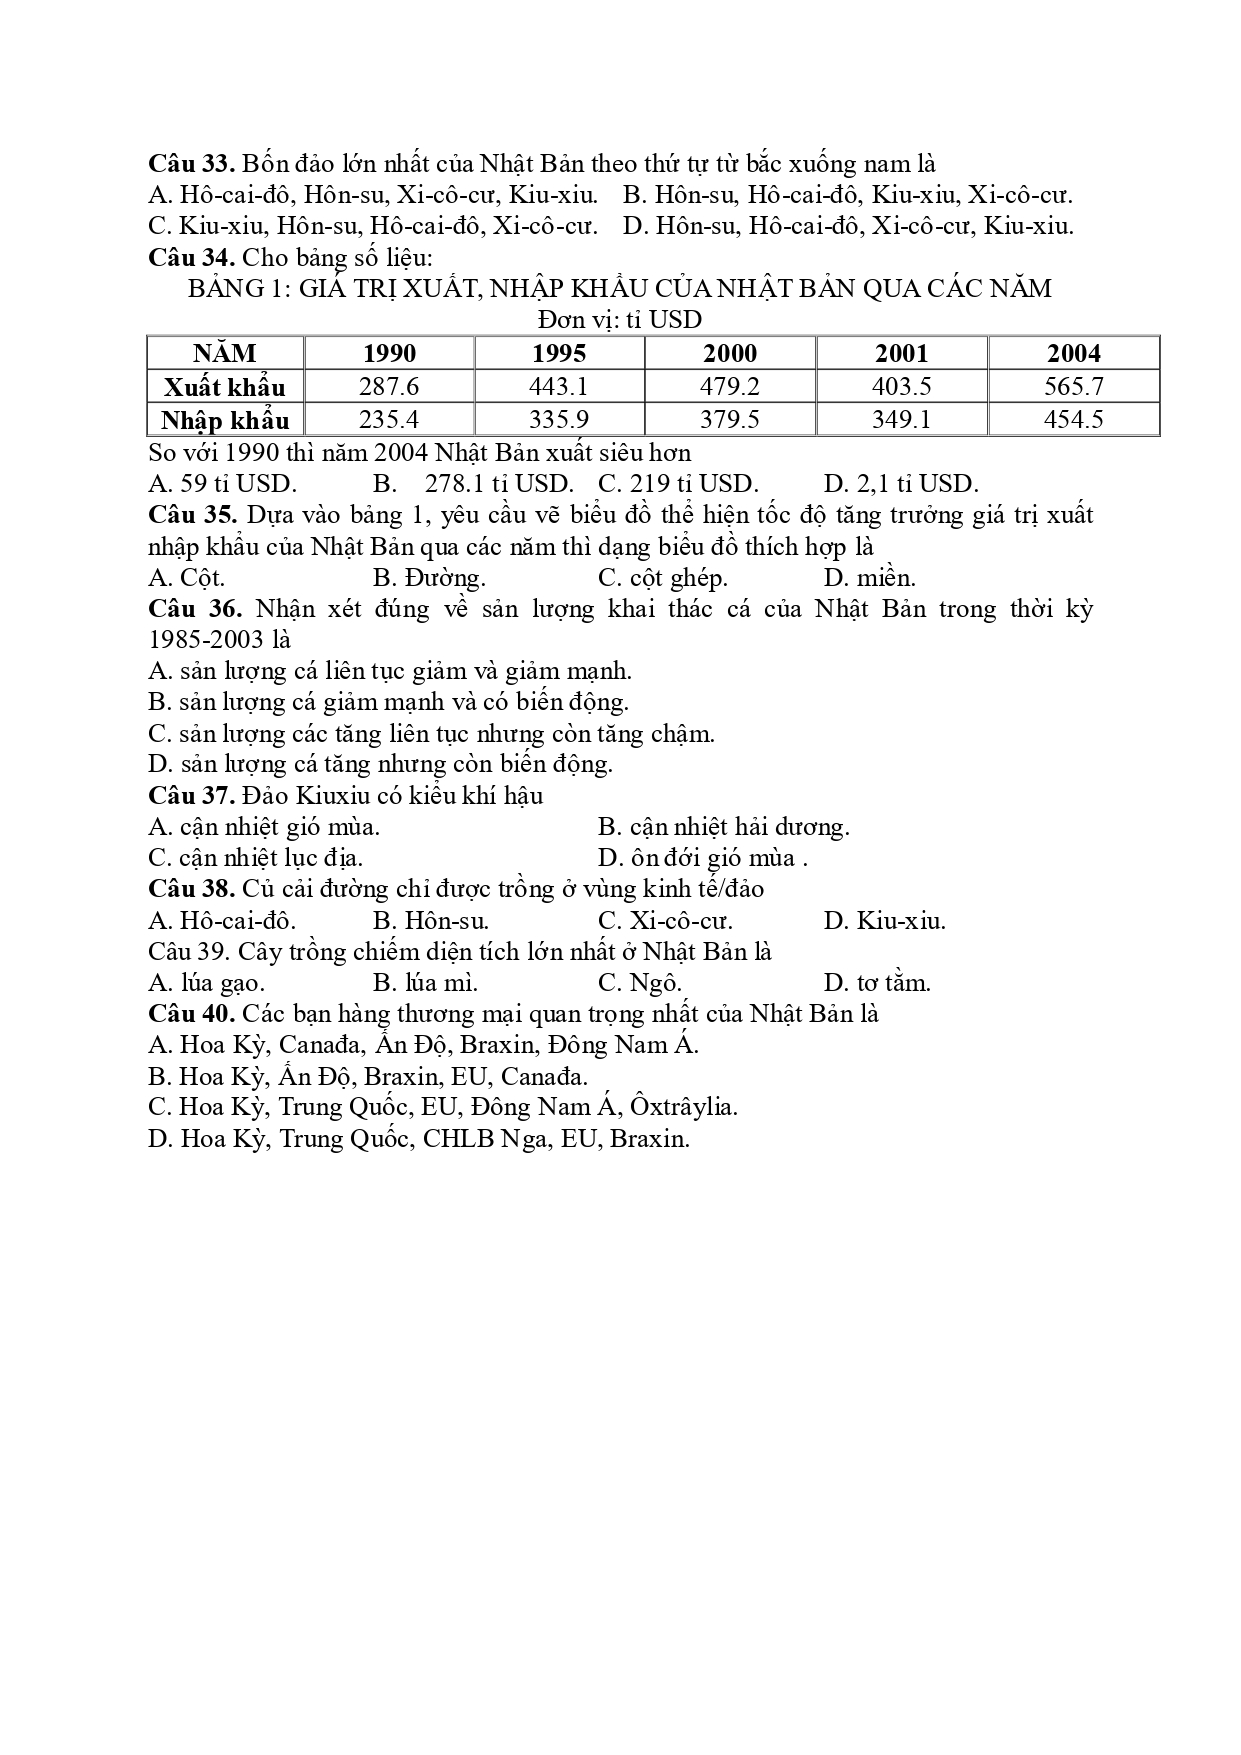 Câu 33. Bốn đảo lớn nhất của Nhật Bản theo thứ tự từ bắc xuống nam là
A. Hô-cai-đô, Hôn-su, Xi-cô-cư, Kiu-xiu. B. Hôn-su, Hô-cai-đô, Kiu-xiu, Xi-cô-cư.
C. Kiu-xiu, Hôn-su, Hô-cai-đô, Xi-cô-cư. D. Hôn-su, Hô-cai-đô, Xi-cô-cư, Kiu-xiu.
Câu 34. Cho bảng số liệu:
BẢNG 1: GIÁ TRỊ XUẤT, NHẬP KHẨU CỦA NHẬT BẢN QUA CÁC NĂM
Đơn vị: tỉ USD
NĂM 1990 1995 2000 2001 2004
Xuất khẩu 287.6 443.1 479.2 403.5 565.7
Nhập khẩu 235.4 335.9 379.5 349.1 454.5
So với 1990 thì năm 2004 Nhật Bản xuất siêu hơn
A. 59 tỉ USD. B. 278.1 tỉ USD. C. 219 tỉ USD. D. 2,1 tỉ USD.
Câu 35. Dựa vào bảng 1, yêu cầu vẽ biểu đồ thể hiện tốc độ tăng trưởng giá trị xuất
nhập khẩu của Nhật Bản qua các năm thì dạng biểu đồ thích hợp là
A. Cột. B. Đường. C. cột ghép. D. miền.
Câu 36. Nhận xét đúng về sản lượng khai thác cá của Nhật Bản trong thời kỳ
1985-2003 là
A. sản lượng cá liên tục giảm và giảm mạnh.
B. sản lượng cá giảm mạnh và có biến động.
C. sản lượng các tăng liên tục nhưng còn tăng chậm.
D. sản lượng cá tăng nhưng còn biến động.
Câu 37. Đảo Kiuxiu có kiểu khí hậu
A. cận nhiệt gió mùa. B. cận nhiệt hải dương.
C. cận nhiệt lục địa. D. ôn đới gió mùa .
Câu 38. Củ cải đường chỉ được trồng ở vùng kinh tế/đảo
A. Hô-cai-đô. B. Hôn-su. C. Xi-cô-cư. D. Kiu-xiu.
Câu 39. Cây trồng chiếm diện tích lớn nhất ở Nhật Bản là
A. lúa gạo. B. lúa mì. C. Ngô. D. tơ tằm.
Câu 40. Các bạn hàng thương mại quan trọng nhất của Nhật Bản là
A. Hoa Kỳ, Canađa, Ấn Độ, Braxin, Đông Nam Á.
B. Hoa Kỳ, Ấn Độ, Braxin, EU, Canađa.
C. Hoa Kỳ, Trung Quốc, EU, Đông Nam Á, Ôxtrâylia.
D. Hoa Kỳ, Trung Quốc, CHLB Nga, EU, Braxin.